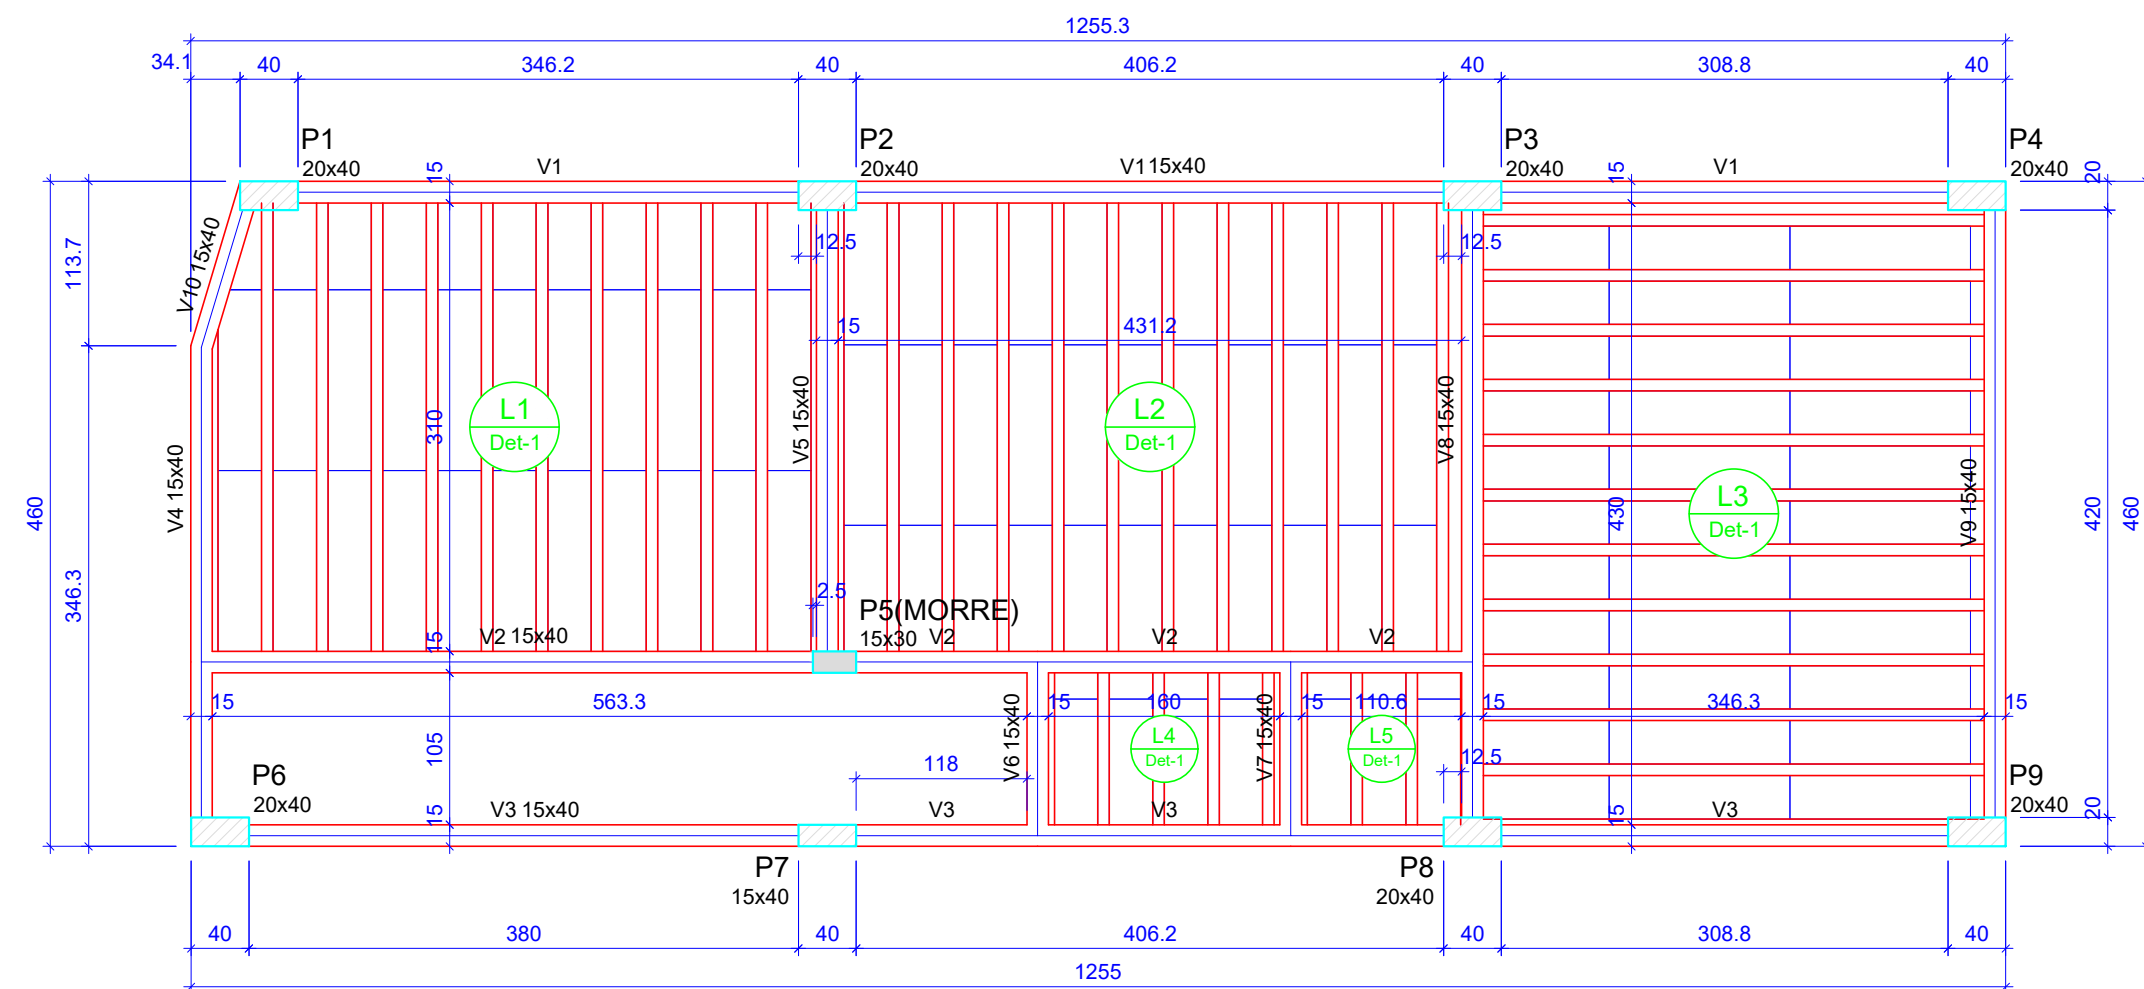 1255.3
34.1
40
346.2
40
406.2
40
308.8
40
P1
20x40
V1
15
P2
20x40
V1 15x40
P3
20x40
15
V1
P4
20x40
20
V10 15x40
113.7
12.5
12.5
15
431.2
L1
Det-1
310
V5 15x40
L2
Det-1
V8 15x40
V4 15x40
460
346.3
L3
Det-1
430
V9 15x40
420
460
2.5
P5(MORRE)
15x30
V2 15x40
15
V2
V2
V2
15
563.3
V6 15x40
15
160
V7 15x40
15
110.6
15
346.3
15
105
L4
Det-1
L5
Det-1
12.5
118
P6
20x40
V3 15x40
15
V3
V3
15
V3
P9
20x40
20
P7
15x40
P8
20x40
40
380
40
406.2
40
308.8
40
1255